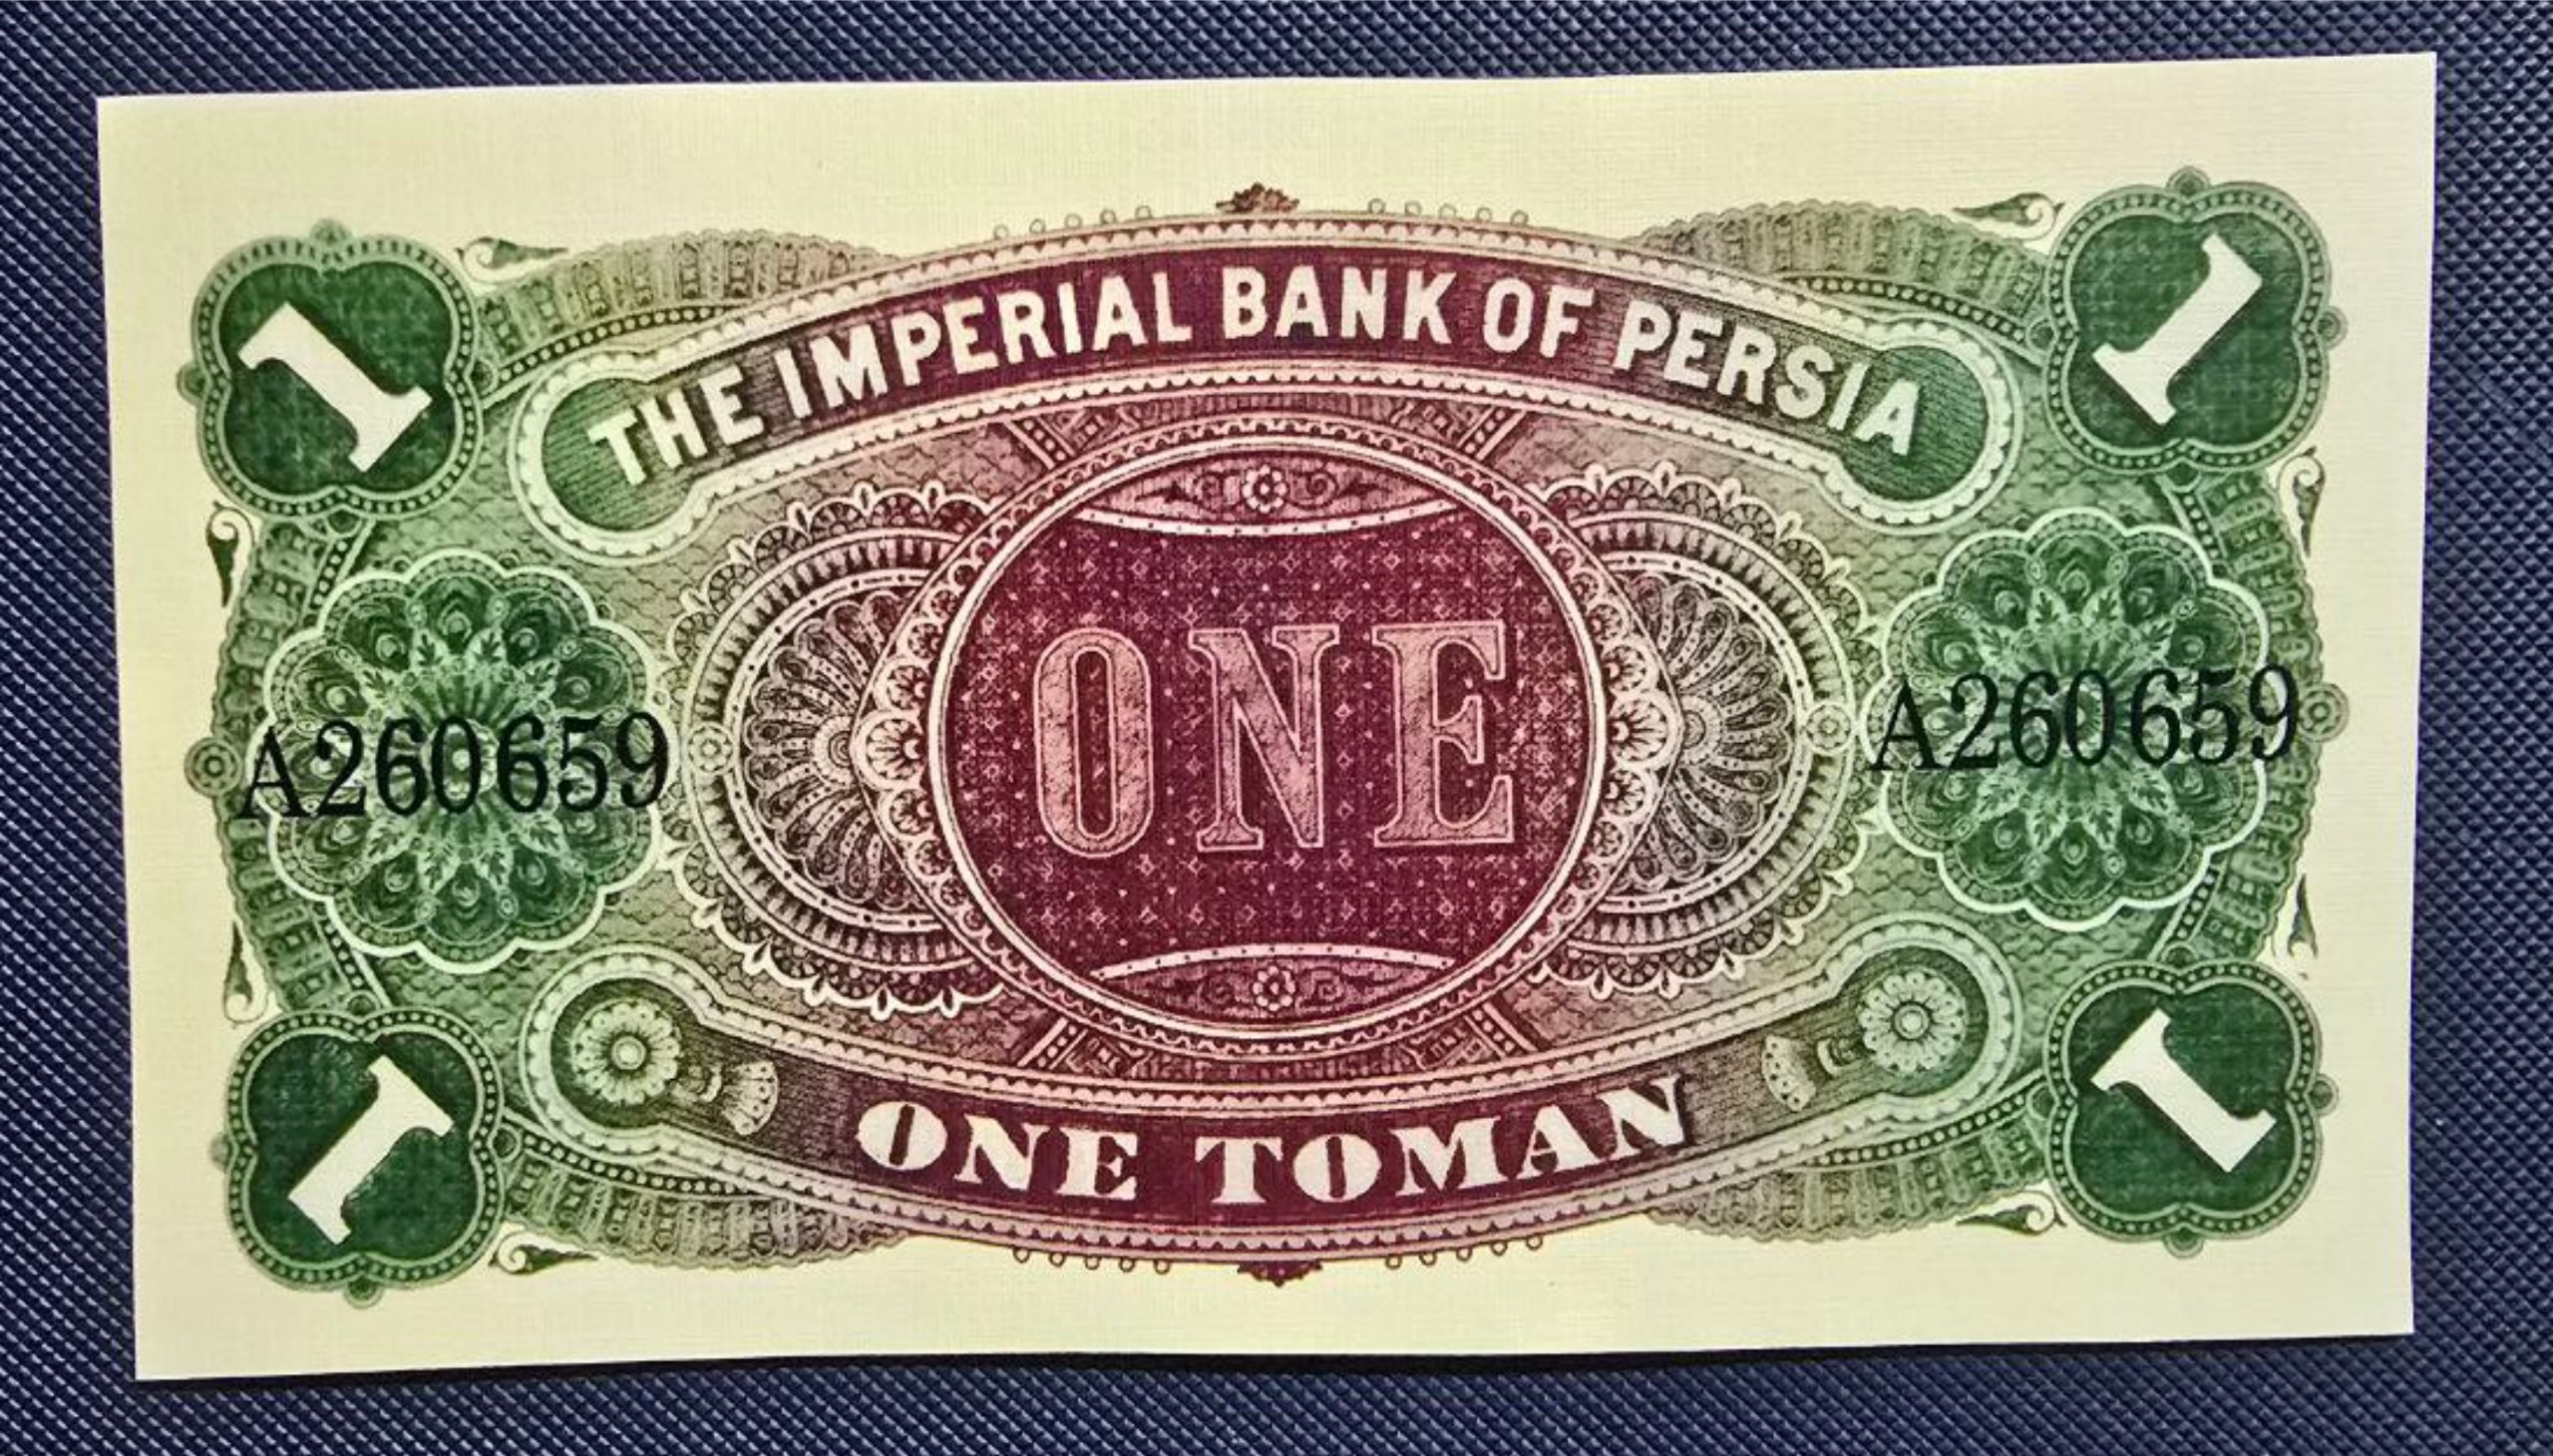 1 1
THE IMPERIAL BANK OF PERSIA
ONE
A260659 A260659
ONE TOMAN
1 1